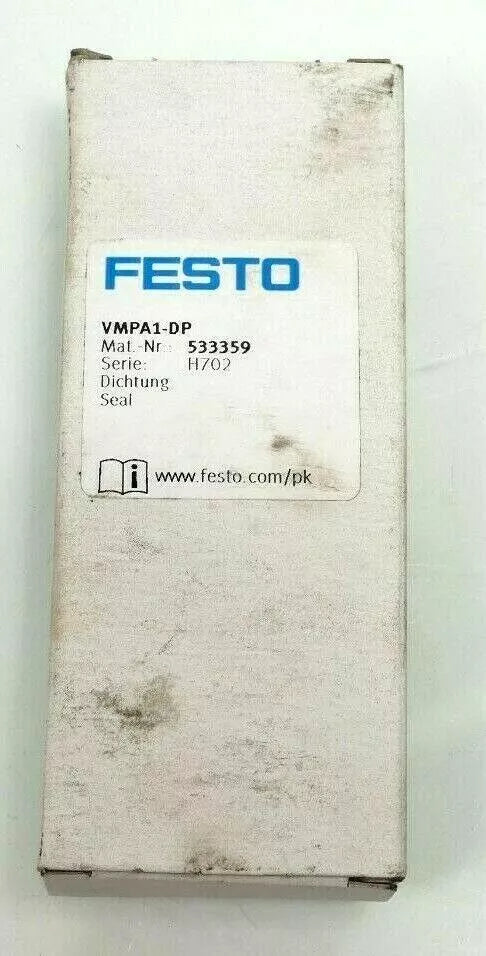 FESTO
VMPA1-DP
Mat.-Nr.: 533359
Serie: H702
Dichtung
Seal
i www.festo.com/pk